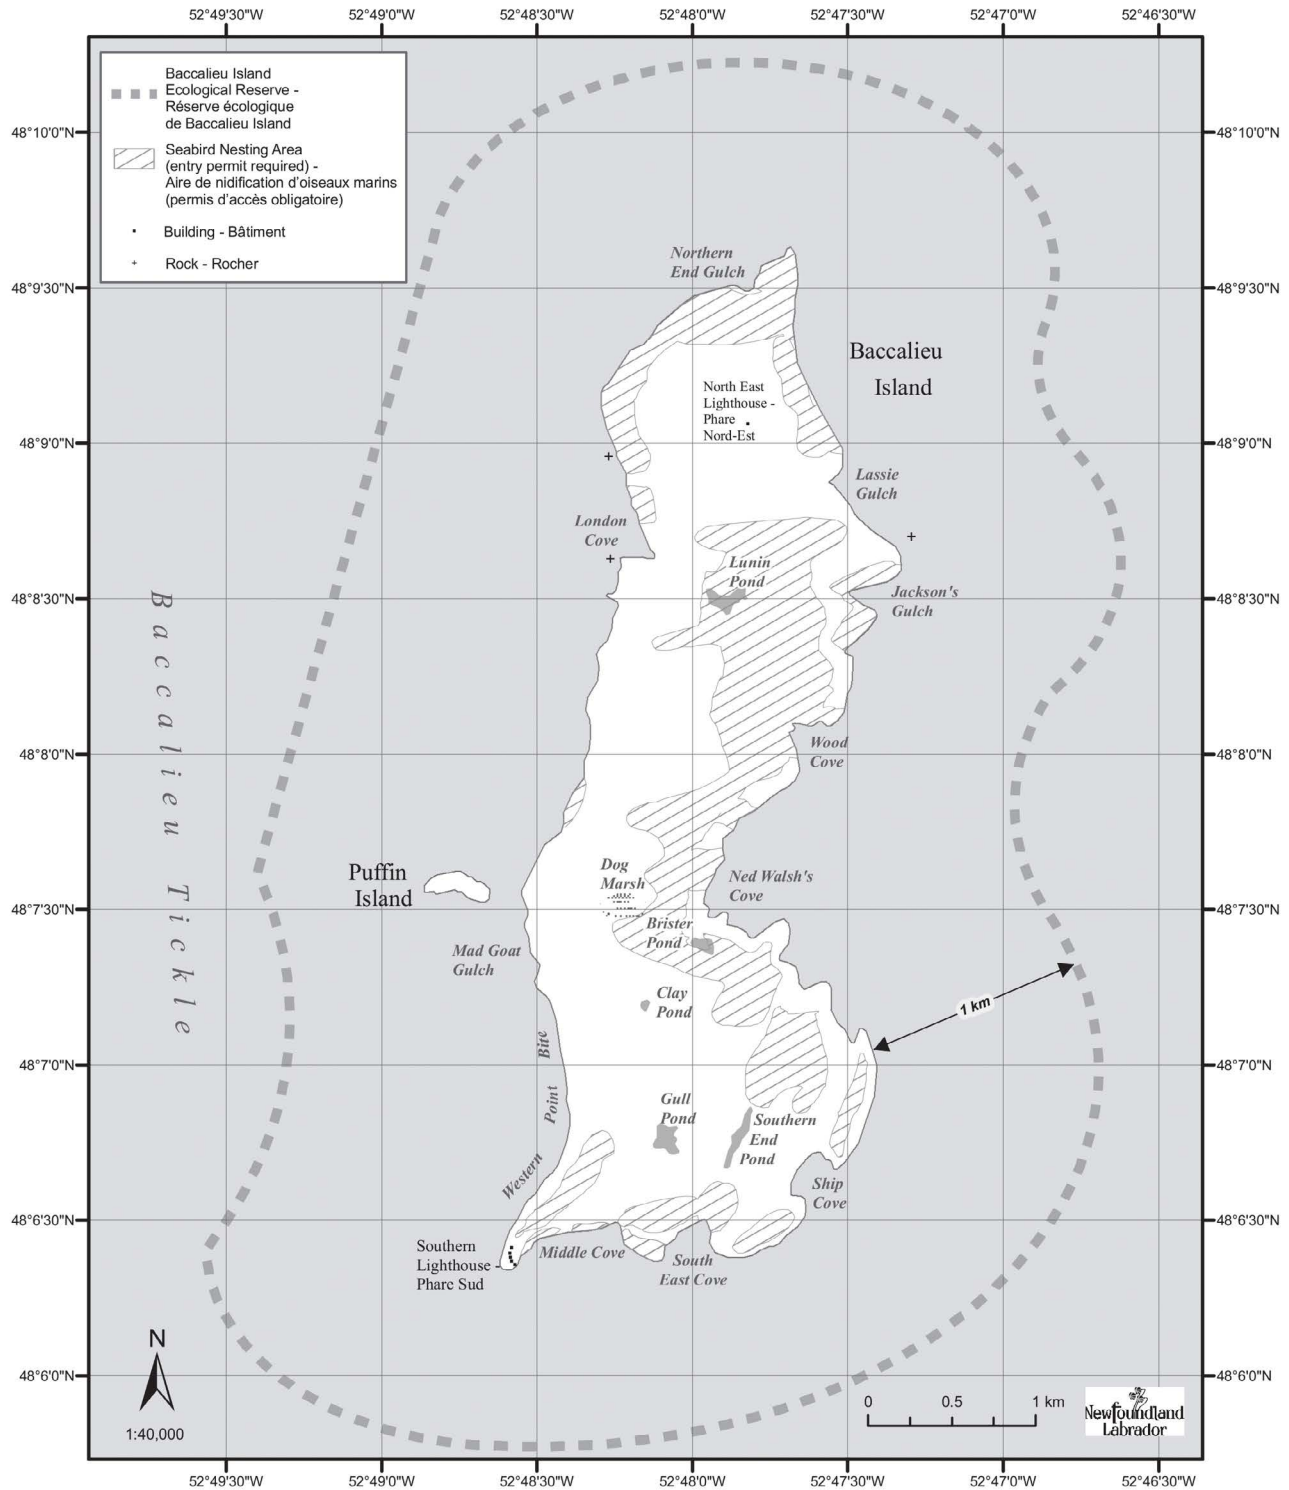 52°49'30"W 52°49'0"W 52°48'30"W 52°48'0"W 52°47'30"W 52°47'0"W 52°46'30"W
Baccalieu Island
Ecological Reserve -
Réserve écologique
de Baccalieu Island
Seabird Nesting Area
(entry permit required) -
Aire de nidification d'oiseaux marins
(permis d'accès obligatoire)
Building - Bâtiment
Rock - Rocher
48°10'0"N 48°10'0"N
Northern
End Gulch
48°9'30"N 48°9'30"N
Baccalieu
Island
North East
Lighthouse -
Phare
Nord-Est
48°9'0"N 48°9'0"N
Lassie
Gulch
London
Cove
Lunin
Pond
Jackson's
Gulch
48°8'30"N 48°8'30"N
Baccalieu Tickle
Wood
Cove
48°8'0"N 48°8'0"N
Puffin
Island
Dog
Marsh
Ned Walsh's
Cove
48°7'30"N 48°7'30"N
Brister
Pond
Mad Goat
Gulch
Clay
Pond
1 km
48°7'0"N 48°7'0"N
Western Point Bite
Gull
Pond
Southern
End
Pond
Ship
Cove
48°6'30"N 48°6'30"N
Southern
Lighthouse -
Phare Sud
Middle Cove
South
East Cove
N
1:40,000
48°6'0"N 48°6'0"N
0 0.5 1 km
Newfoundland
Labrador
52°49'30"W 52°49'0"W 52°48'30"W 52°48'0"W 52°47'30"W 52°47'0"W 52°46'30"W